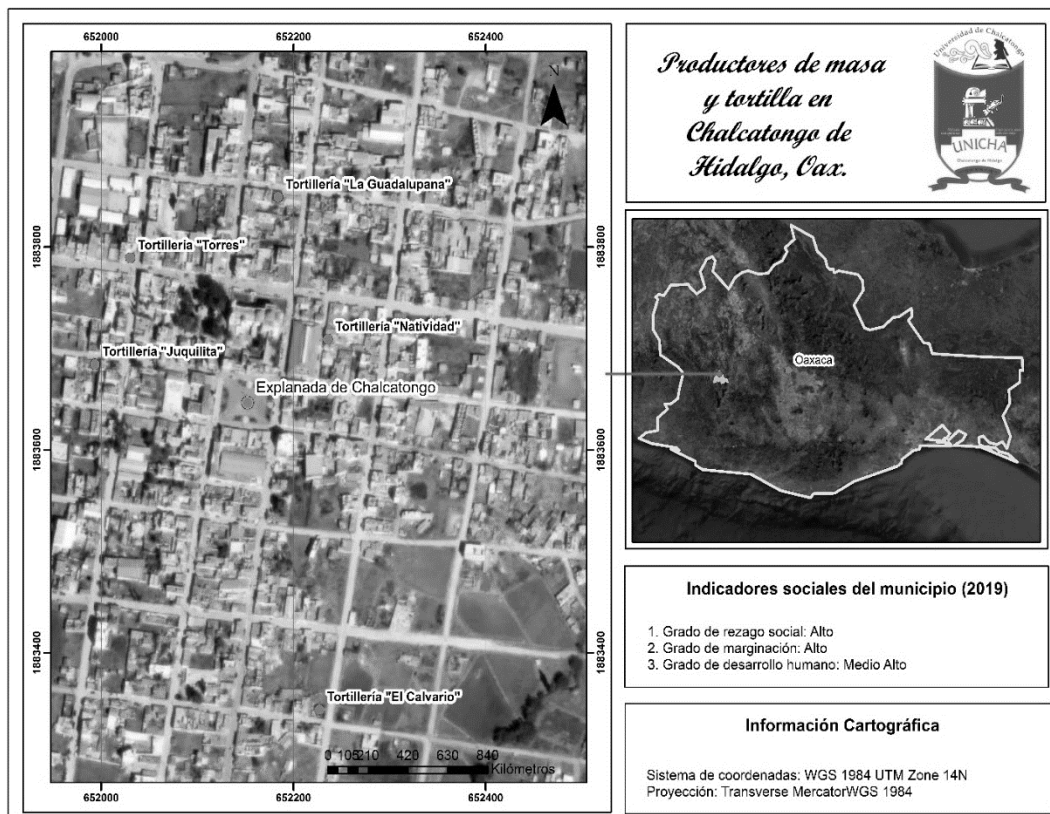 652000
652200
652400
N
Tortillería "La Guadalupana"
1883800
1883800
Tortillería "Torres"
Tortillería "Natividad"
Tortillería "Juquilita"
Explanada de Chalcatongo
1883600
1883600
1883400
1883400
Tortillería "El Calvario"
0 105210 420 630 840
Kilómetros
652000
652200
652400
Productores de masa
y tortilla en
Chalcatongo de
Hidalgo, Oax.
Universidad de Chalcatongo
UNICHA
Chalcatongo de Hidalgo
Oaxaca
Indicadores sociales del municipio (2019)
1. Grado de rezago social: Alto
2. Grado de marginación: Alto
3. Grado de desarrollo humano: Medio Alto
Información Cartográfica
Sistema de coordenadas: WGS 1984 UTM Zone 14N
Proyección: Transverse MercatorWGS 1984